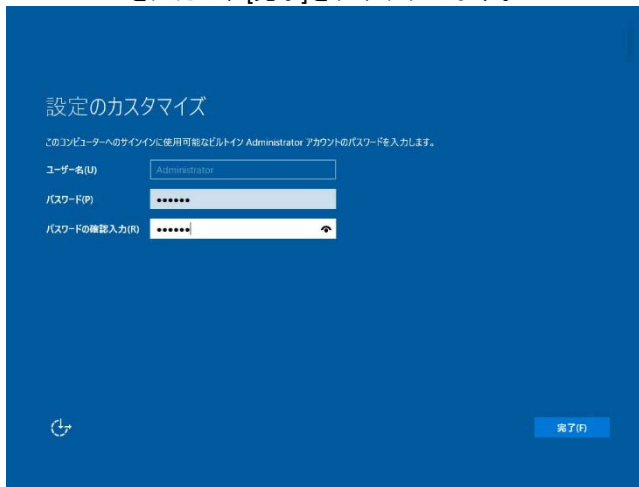 [完了]を
設定のカスタマイズ
このコンピューターへのサインインに使用可能なビルトイン Administrator アカウントのパスワードを入力します。
ユーザー名(U) Administrator
パスワード(P) ••••••
パスワードの確認入力(R) ••••••
完了(F)